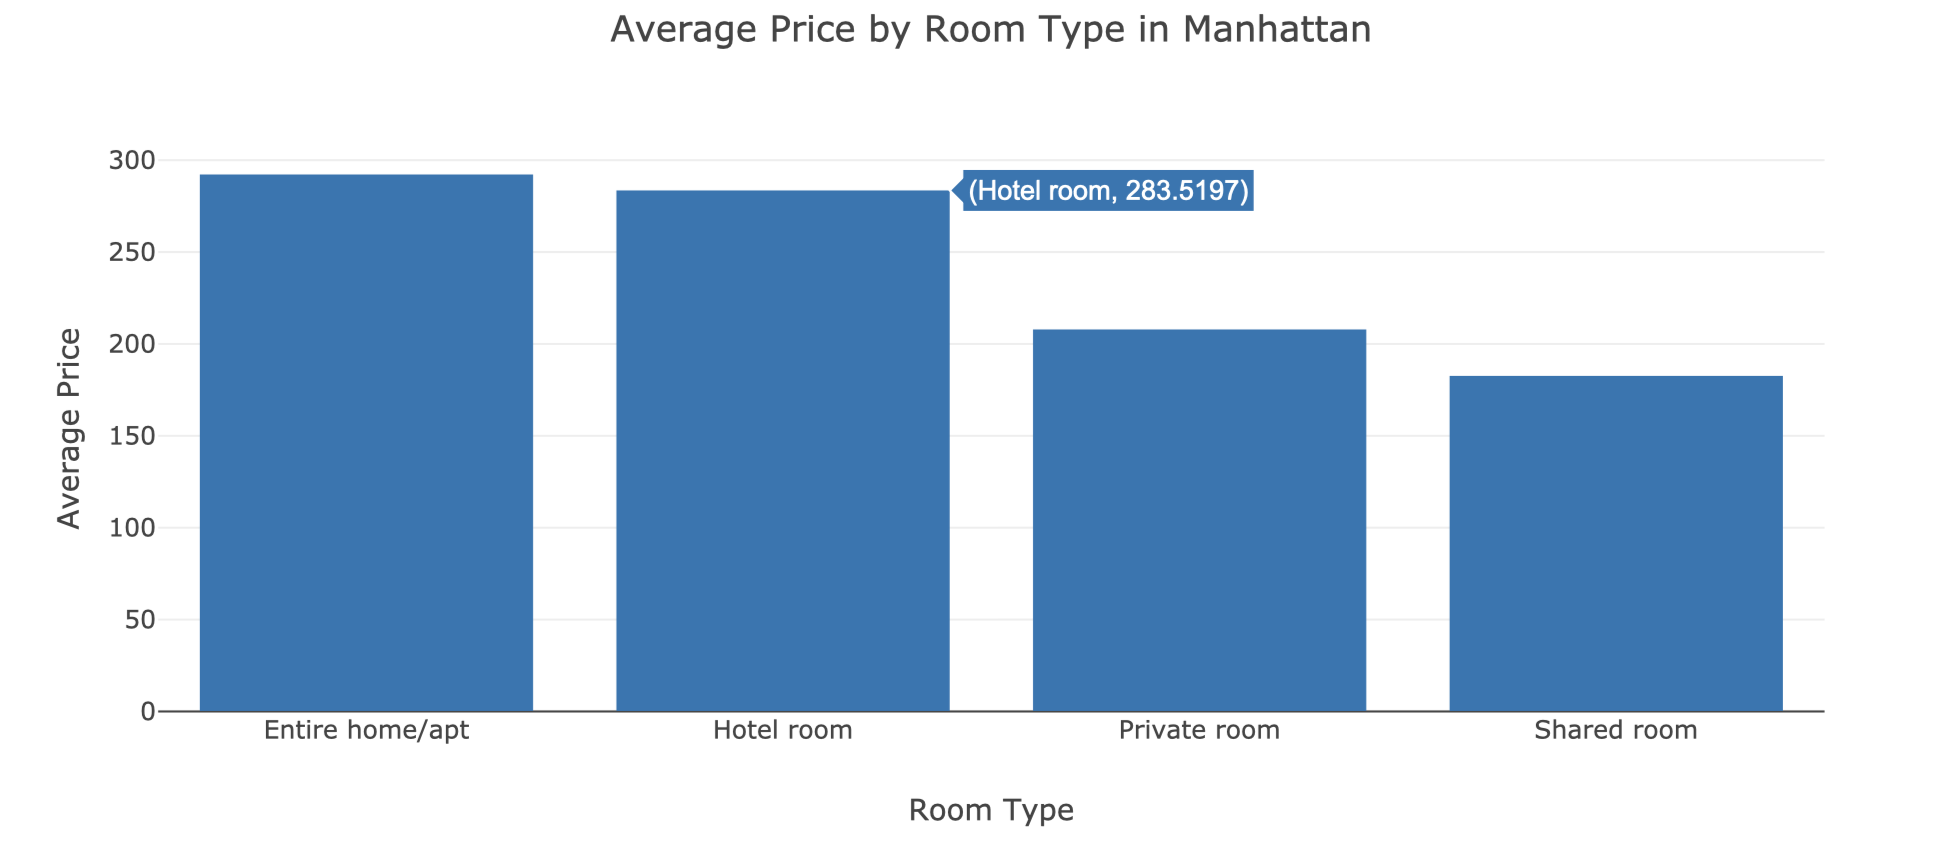 Average Price by Room Type in Manhattan
300
(Hotel room, 283.5197)
250
200
150
100
50
0
Average Price
Entire home/apt Hotel room Private room Shared room
Room Type